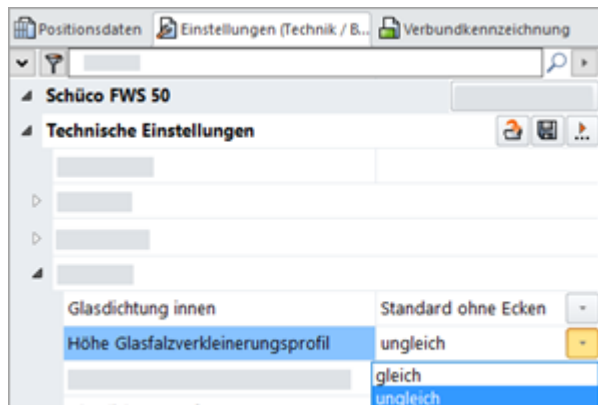 Positionsdaten Einstellungen (Technik / B... Verbundkennzeichnung
Schüco FWS 50
Technische Einstellungen
Glasdichtung innen Standard ohne Ecken
Höhe Glasfalzverkleinerungsprofil ungleich
gleich
ungleich